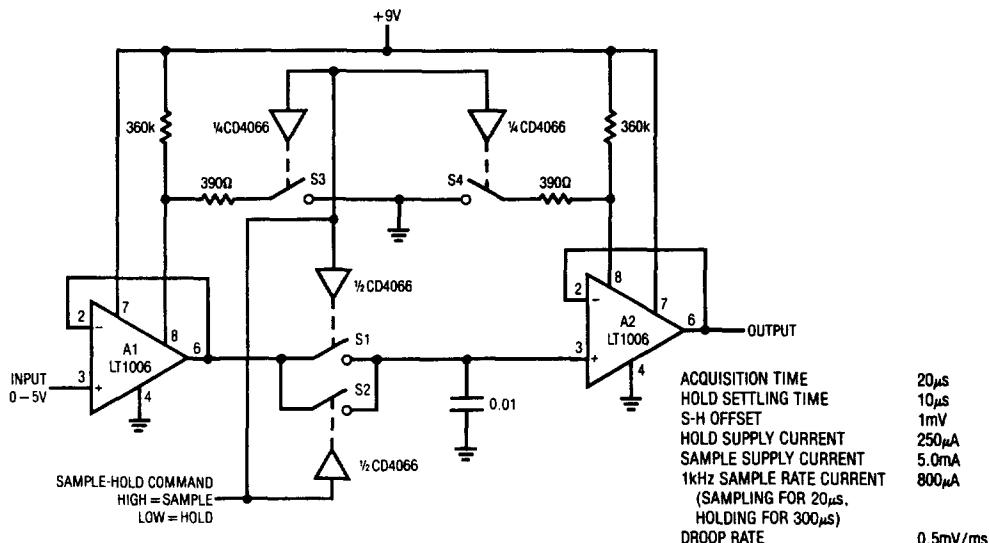 +9V
360k
¼CD4066
¼CD4066
360k
390Ω
S3
S4
390Ω
½CD4066
2
7
8
A1
LT1006
6
3
4
INPUT
0 – 5V
S1
S2
0.01
½CD4066
2
8
7
A2
LT1006
6
3
4
OUTPUT
SAMPLE-HOLD COMMAND
HIGH = SAMPLE
LOW = HOLD
ACQUISITION TIME 20µs
HOLD SETTLING TIME 10µs
S-H OFFSET 1mV
HOLD SUPPLY CURRENT 250µA
SAMPLE SUPPLY CURRENT 5.0mA
1kHz SAMPLE RATE CURRENT 800µA
(SAMPLING FOR 20µs,
HOLDING FOR 300µs)
DROOP RATE 0.5mV/ms